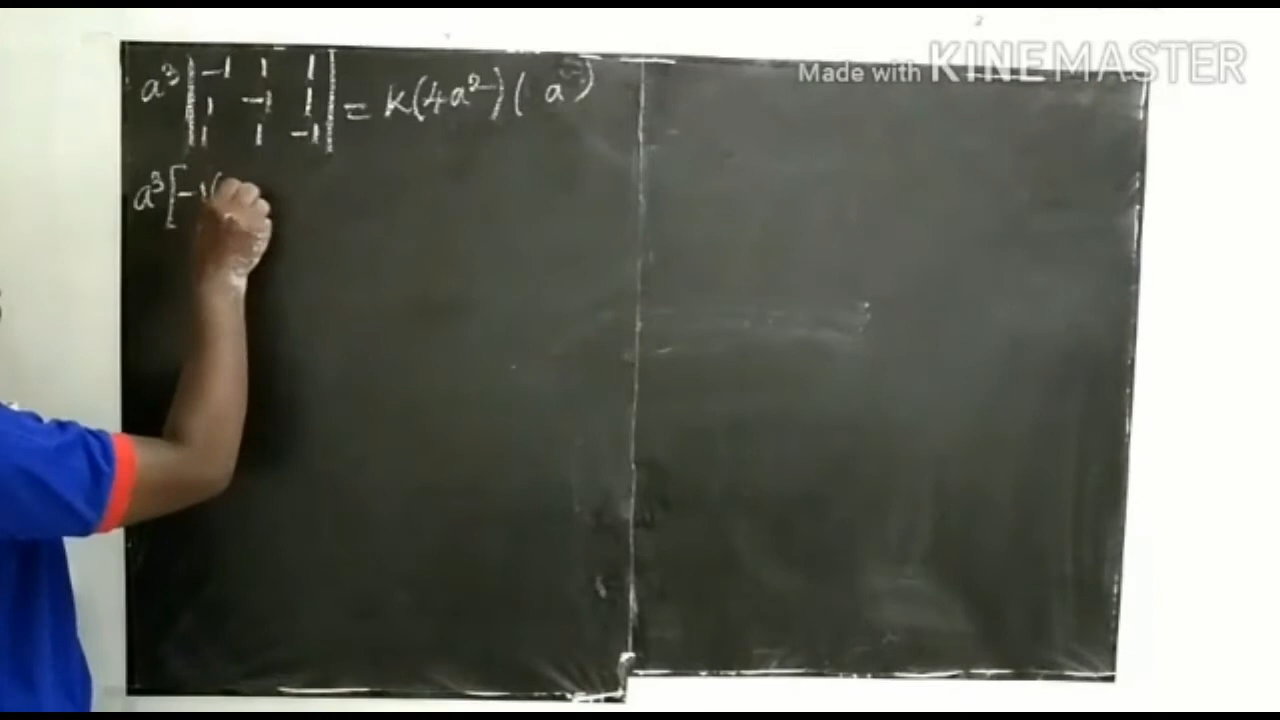 Made with KINEMASTER
a³ | -1 1 1 |
| 1 -1 1 | = K(4a²)( a )
| 1 1 -1 |
a³[-1(